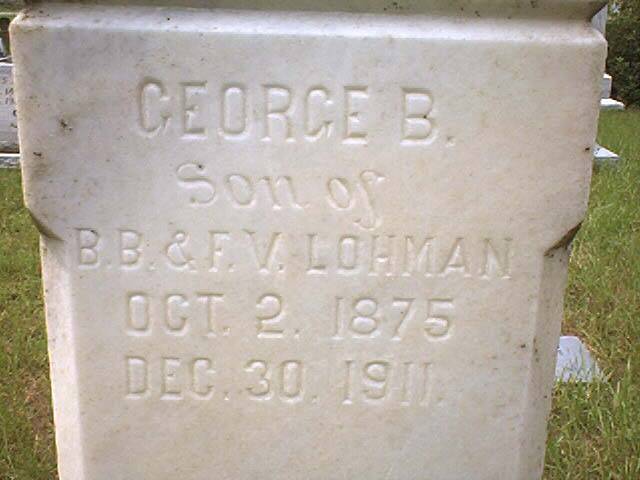 GEORGE B.
Son of
B.B. & F.V. LOHMAN
OCT. 2. 1875
DEC. 30. 1911.